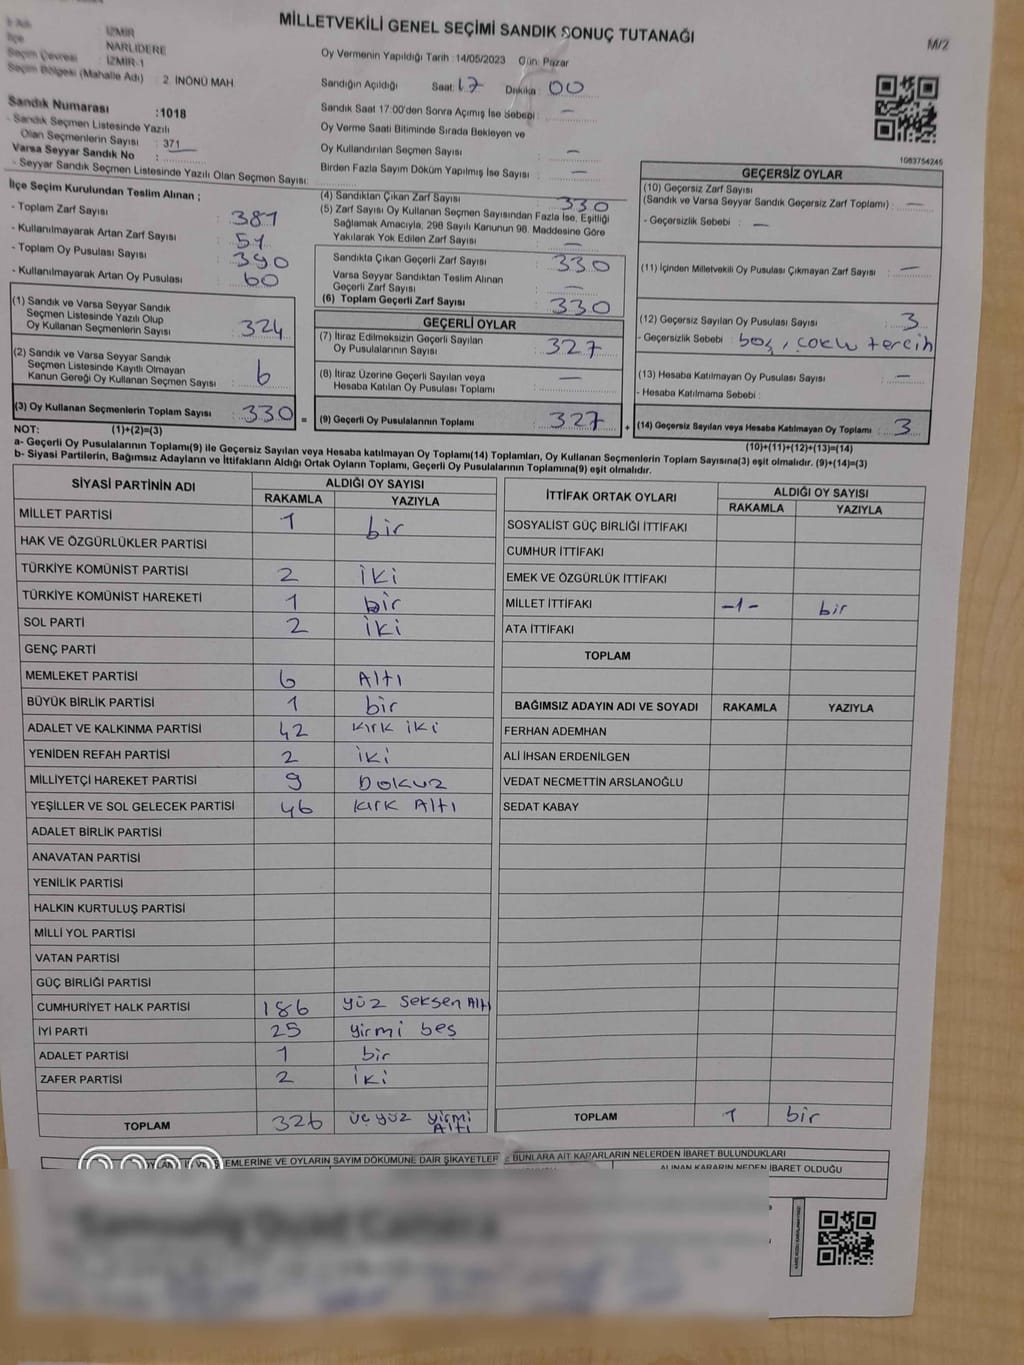 MİLLETVEKİLİ GENEL SEÇİMİ SANDIK SONUÇ TUTANAĞI
M/2
İli Adı : İZMİR
İlçe : NARLIDERE
Seçim Çevresi : İZMİR-1
Seçim Bölgesi (Mahalle Adı) : 2. İNÖNÜ MAH
Sandık Numarası :1018
- Sandık Seçmen Listesinde Yazılı
Olan Seçmenlerin Sayısı : 371
Varsa Seyyar Sandık No :
- Seyyar Sandık Seçmen Listesinde Yazılı Olan Seçmen Sayısı:
Oy Vermenin Yapıldığı Tarih :14/05/2023 Gün: Pazar
Sandığın Açıldığı Saat: 17 Dakika : 00
Sandık Saat 17:00'den Sonra Açımış İse Sebebi : —
Oy Verme Saati Bitiminde Sırada Bekleyen ve
Oy Kullandırılan Seçmen Sayısı : —
Birden Fazla Sayım Döküm Yapılmış İse Sayısı : —
1083754245
İlçe Seçim Kurulundan Teslim Alınan ;
- Toplam Zarf Sayısı : 381
- Kullanılmayarak Artan Zarf Sayısı : 51
- Toplam Oy Pusulası Sayısı : 390
- Kullanılmayarak Artan Oy Pusulası : 60
(1) Sandık ve Varsa Seyyar Sandık
Seçmen Listesinde Yazılı Olup
Oy Kullanan Seçmenlerin Sayısı : 324
(2) Sandık ve Varsa Seyyar Sandık
Seçmen Listesinde Kayıtlı Olmayan
Kanun Gereği Oy Kullanan Seçmen Sayısı : 6
(3) Oy Kullanan Seçmenlerin Toplam Sayısı : 330
(4) Sandıktan Çıkan Zarf Sayısı : 330
(5) Zarf Sayısı Oy Kullanan Seçmen Sayısından Fazla İse, Eşitliği
Sağlamak Amacıyla, 298 Sayılı Kanunun 98. Maddesine Göre
Yakılarak Yok Edilen Zarf Sayısı : —
Sandıkta Çıkan Geçerli Zarf Sayısı : 330
Varsa Seyyar Sandıktan Teslim Alınan
Geçerli Zarf Sayısı : —
(6) Toplam Geçerli Zarf Sayısı : 330
GEÇERLİ OYLAR
(7) İtiraz Edilmeksizin Geçerli Sayılan
Oy Pusulalarının Sayısı : 327
(8) İtiraz Üzerine Geçerli Sayılan veya
Hesaba Katılan Oy Pusulası Toplamı : —
= (9) Geçerli Oy Pusulalarının Toplamı : 327
GEÇERSİZ OYLAR
(10) Geçersiz Zarf Sayısı
(Sandık ve Varsa Seyyar Sandık Geçersiz Zarf Toplamı) : —
- Geçersizlik Sebebi : —
(11) İçinden Milletvekili Oy Pusulası Çıkmayan Zarf Sayısı : —
(12) Geçersiz Sayılan Oy Pusulası Sayısı : 3
- Geçersizlik Sebebi : boş, çoklu tercih
(13) Hesaba Katılmayan Oy Pusulası Sayısı : —
- Hesaba Katılmama Sebebi :
+ (14) Geçersiz Sayılan veya Hesaba Katılmayan Oy Toplamı : 3
NOT: (1)+(2)=(3) (10)+(11)+(12)+(13)=(14)
a- Geçerli Oy Pusulalarının Toplamı(9) ile Geçersiz Sayılan veya Hesaba katılmayan Oy Toplamı(14) Toplamları, Oy Kullanan Seçmenlerin Toplam Sayısına(3) eşit olmalıdır. (9)+(14)=(3)
b- Siyasi Partilerin, Bağımsız Adayların ve İttifakların Aldığı Ortak Oyların Toplamı, Geçerli Oy Pusulalarının Toplamına(9) eşit olmalıdır.
SİYASİ PARTİNİN ADI ALDIĞI OY SAYISI
RAKAMLA YAZIYLA
MİLLET PARTİSİ 1 bir
HAK VE ÖZGÜRLÜKLER PARTİSİ
TÜRKİYE KOMÜNİST PARTİSİ 2 iki
TÜRKİYE KOMÜNİST HAREKETİ 1 bir
SOL PARTİ 2 iki
GENÇ PARTİ
MEMLEKET PARTİSİ 6 Altı
BÜYÜK BİRLİK PARTİSİ 1 bir
ADALET VE KALKINMA PARTİSİ 42 kırk iki
YENİDEN REFAH PARTİSİ 2 iki
MİLLİYETÇİ HAREKET PARTİSİ 9 Dokuz
YEŞİLLER VE SOL GELECEK PARTİSİ 46 kırk Altı
ADALET BİRLİK PARTİSİ
ANAVATAN PARTİSİ
YENİLİK PARTİSİ
HALKIN KURTULUŞ PARTİSİ
MİLLİ YOL PARTİSİ
VATAN PARTİSİ
GÜÇ BİRLİĞİ PARTİSİ
CUMHURİYET HALK PARTİSİ 186 yüz seksen Altı
İYİ PARTİ 25 yirmi beş
ADALET PARTİSİ 1 bir
ZAFER PARTİSİ 2 iki
TOPLAM 326 üç yüz yirmi Altı
İTTİFAK ORTAK OYLARI ALDIĞI OY SAYISI
RAKAMLA YAZIYLA
SOSYALİST GÜÇ BİRLİĞİ İTTİFAKI
CUMHUR İTTİFAKI
EMEK VE ÖZGÜRLÜK İTTİFAKI
MİLLET İTTİFAKI -1- bir
ATA İTTİFAKI
TOPLAM
BAĞIMSIZ ADAYIN ADI VE SOYADI RAKAMLA YAZIYLA
FERHAN ADEMHAN
ALİ İHSAN ERDENİLGEN
VEDAT NECMETTİN ARSLANOĞLU
SEDAT KABAY
TOPLAM 1 bir
İŞLEMLERİNE VE OYLARIN SAYIM DÖKÜMÜNE DAİR ŞİKAYETLER BUNLARA AİT KARARLARIN NELERDEN İBARET BULUNDUKLARI
ALINAN KARARIN NEDEN İBARET OLDUĞU
Samsung Quad Camera